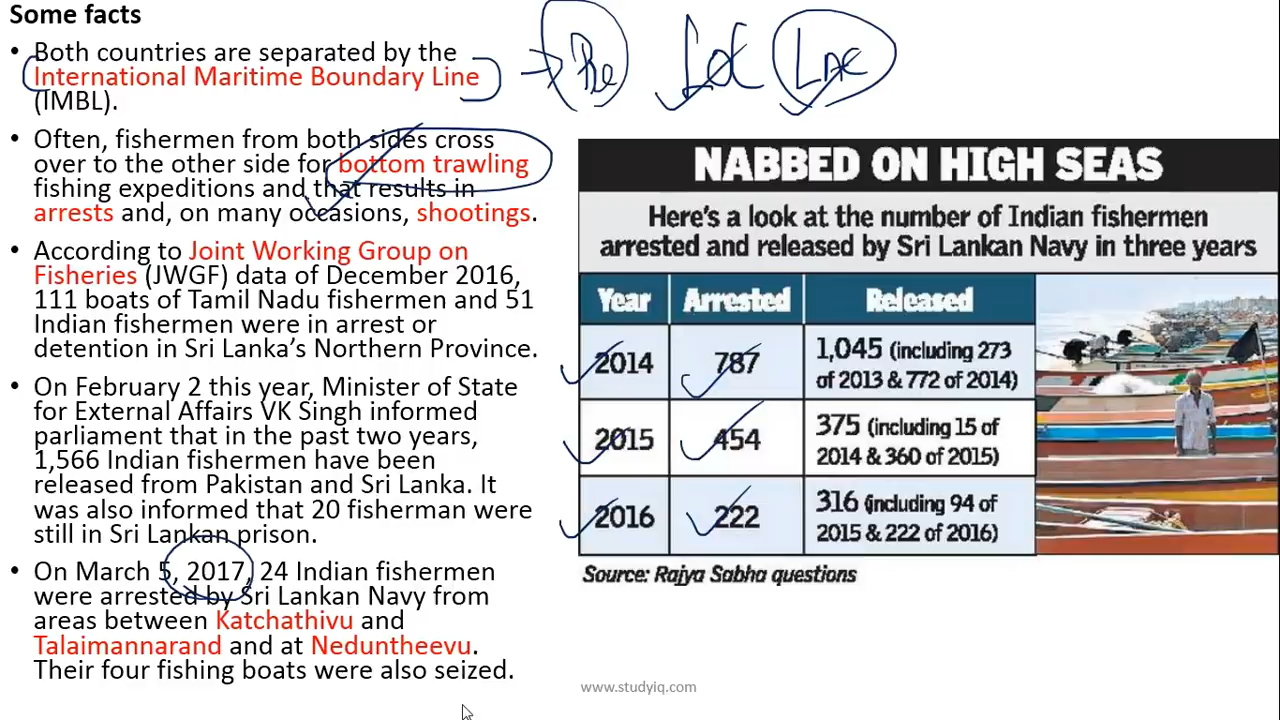 Some facts
• Both countries are separated by the
International Maritime Boundary Line
(IMBL).
• Often, fishermen from both sides cross
over to the other side for bottom trawling
fishing expeditions and that results in
arrests and, on many occasions, shootings.
• According to Joint Working Group on
Fisheries (JWGF) data of December 2016,
111 boats of Tamil Nadu fishermen and 51
Indian fishermen were in arrest or
detention in Sri Lanka’s Northern Province.
• On February 2 this year, Minister of State
for External Affairs VK Singh informed
parliament that in the past two years,
1,566 Indian fishermen have been
released from Pakistan and Sri Lanka. It
was also informed that 20 fisherman were
still in Sri Lankan prison.
• On March 5, 2017, 24 Indian fishermen
were arrested by Sri Lankan Navy from
areas between Katchathivu and
Talaimannarand and at Neduntheevu.
Their four fishing boats were also seized.
LoC LAC
NABBED ON HIGH SEAS
Here’s a look at the number of Indian fishermen
arrested and released by Sri Lankan Navy in three years
Year Arrested Released
2014 787 1,045 (including 273
of 2013 & 772 of 2014)
2015 454 375 (including 15 of
2014 & 360 of 2015)
2016 222 316 (including 94 of
2015 & 222 of 2016)
Source: Rajya Sabha questions
www.studyiq.com